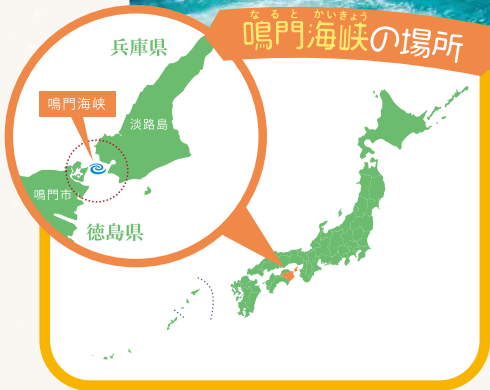 なるとかいきょう
鳴門海峡の場所
兵庫県
鳴門海峡
淡路島
鳴門市
徳島県